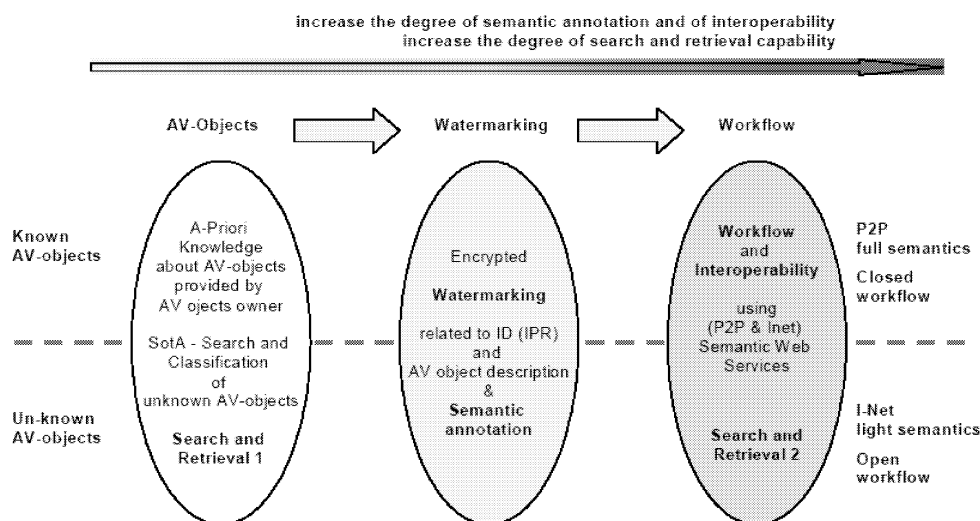 increase the degree of semantic annotation and of interoperability
increase the degree of search and retrieval capability
AV-Objects
Watermarking
Workflow
Known
AV-objects
A-Priori
Knowledge
about AV-objects
provided by
AV ojects owner
SotA - Search and
Classification
of
unknown AV-objects
Search and
Retrieval 1
Un-known
AV-objects
Encrypted
Watermarking
related to ID (IPR)
and
AV object description
&
Semantic
annotation
Workflow
and
Interoperability
using
(P2P & Inet)
Semantic Web
Services
Search and
Retrieval 2
P2P
full semantics
Closed
workflow
I-Net
light semantics
Open
workflow